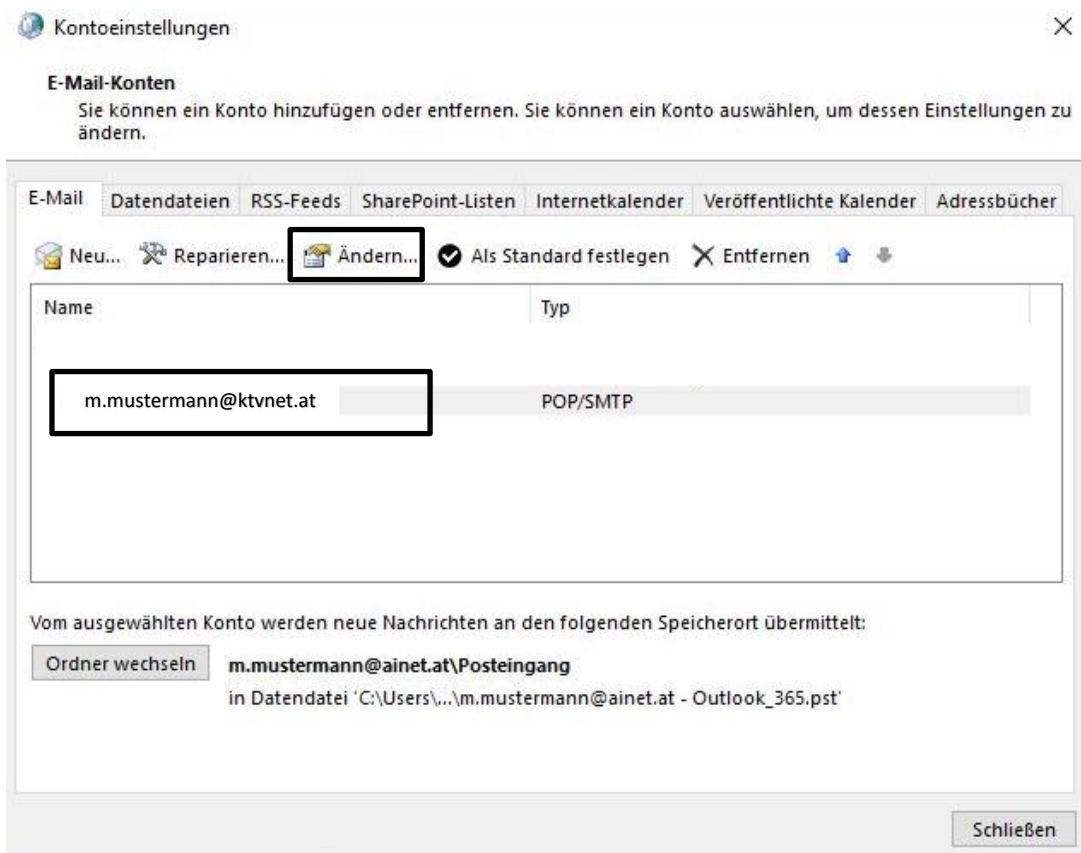 Kontoeinstellungen
E-Mail-Konten
Sie können ein Konto hinzufügen oder entfernen. Sie können ein Konto auswählen, um dessen Einstellungen zu
ändern.
E-Mail Datendateien RSS-Feeds SharePoint-Listen Internetkalender Veröffentlichte Kalender Adressbücher
Neu... Reparieren... Ändern... Als Standard festlegen Entfernen
Name Typ
m.mustermann@ktvnet.at POP/SMTP
Vom ausgewählten Konto werden neue Nachrichten an den folgenden Speicherort übermittelt:
Ordner wechseln m.mustermann@ainet.at\Posteingang
in Datendatei 'C:\Users\...\m.mustermann@ainet.at - Outlook_365.pst'
Schließen